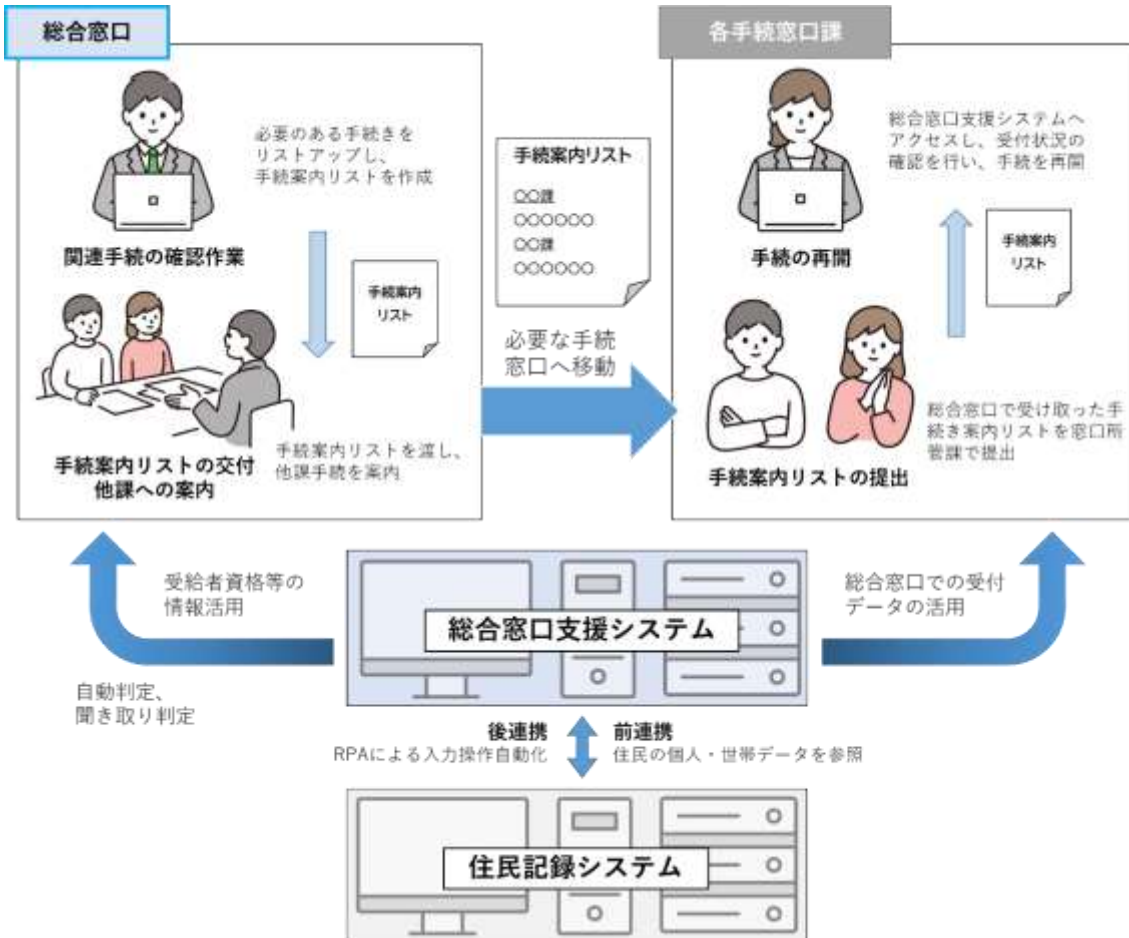 総合窓口
必要のある手続きを
リストアップし、
手続案内リストを作成
関連手続の確認作業
手続案内
リスト
手続案内リストを渡し、
他課手続を案内
手続案内リストの交付
他課への案内
手続案内リスト
〇〇課
〇〇〇〇〇〇
〇〇課
〇〇〇〇〇〇
必要な手続
窓口へ移動
各手続窓口課
総合窓口支援システムへ
アクセスし、受付状況の
確認を行い、手続を再開
手続の再開
手続案内
リスト
総合窓口で受け取った手
続き案内リストを窓口所
管課で提出
手続案内リストの提出
受給者資格等の
情報活用
自動判定、
聞き取り判定
総合窓口支援システム
総合窓口での受付
データの活用
後連携
RPAによる入力操作自動化
前連携
住民の個人・世帯データを参照
住民記録システム